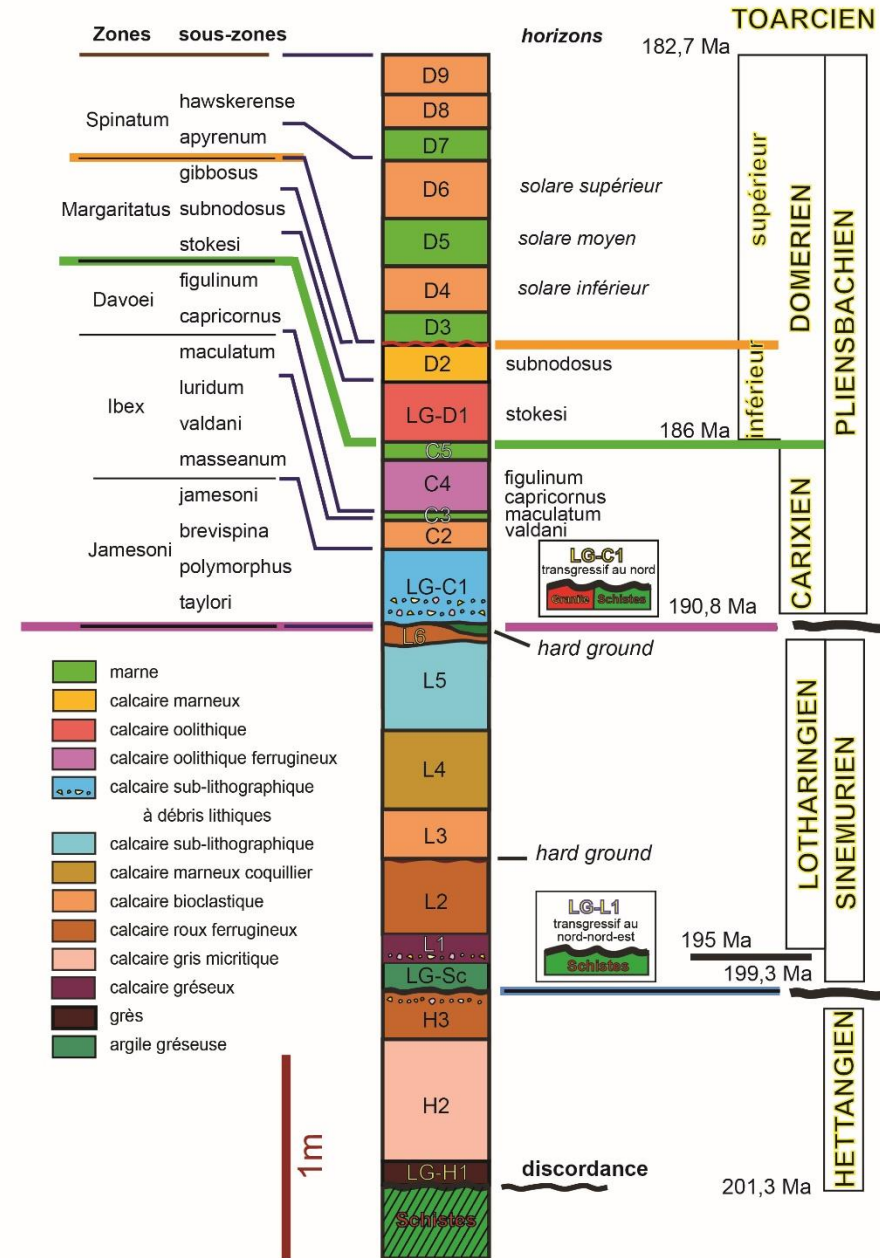 TOARCIEN
Zones sous-zones horizons 182,7 Ma
D9
hawskerense
D8
Spinatum
apyrenum
D7
gibbosus
D6
solare supérieur
Margaritatus
subnodosus
stokesi
D5
solare moyen
figulinum
Davoei
D4
solare inférieur
capricornus
D3
maculatum
D2
subnodosus
luridum
Ibex
valdani
LG-D1
stokesi
186 Ma
masseanum
C5
jamesoni
C4
figulinum
capricornus
C3
maculatum
brevispina
C2
valdani
Jamesoni
polymorphus
LG-C1
taylori
LG-C1
transgressif au nord
Granite Schistes
190,8 Ma
L6
hard ground
supérieur
inférieur
DOMERIEN
CARIXIEN
PLIENSBACHIEN
marne
calcaire marneux
calcaire oolithique
calcaire oolithique ferrugineux
calcaire sub-lithographique
à débris lithiques
calcaire sub-lithographique
calcaire marneux coquillier
calcaire bioclastique
calcaire roux ferrugineux
calcaire gris micritique
calcaire gréseux
grès
argile gréseuse
L5
L4
L3
hard ground
L2
L1
LG-Sc
LG-L1
transgressif au
nord-nord-est
Schistes
195 Ma
199,3 Ma
LOTHARINGIEN
SINEMURIEN
H3
H2
1m
LG-H1
discordance
201,3 Ma
HETTANGIEN
Schistes